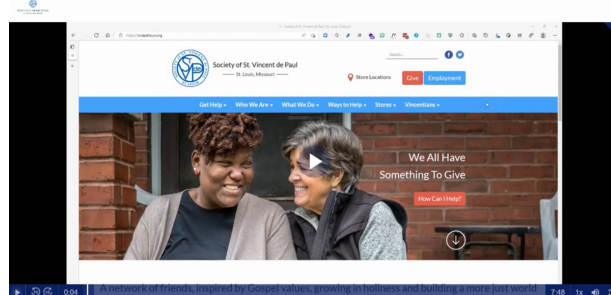 Society of St. Vincent de Paul
St. Louis, Missouri
Search...
Store Locations
Give
Employment
Get Help
Who We Are
What We Do
Ways to Help
Stores
Vincentians
We All Have
Something To Give
How Can I Help?
A network of friends, inspired by Gospel values, growing in holiness and building a more just world
0:04
7:48
1x